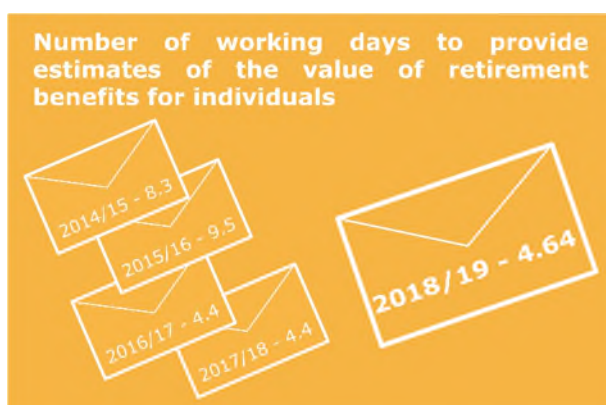 Number of working days to provide
estimates of the value of retirement
benefits for individuals
2014/15 - 8.3
2015/16 - 9.5
2016/17 - 4.4
2017/18 - 4.4
2018/19 - 4.64